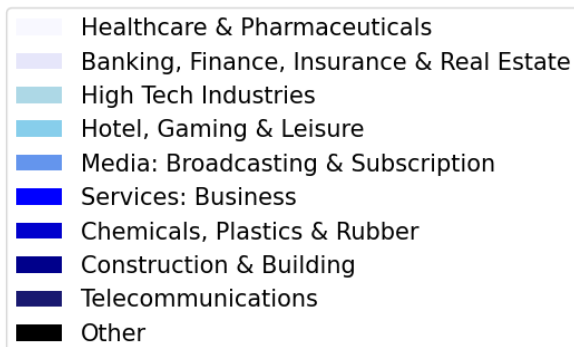 Healthcare & Pharmaceuticals
Banking, Finance, Insurance & Real Estate
High Tech Industries
Hotel, Gaming & Leisure
Media: Broadcasting & Subscription
Services: Business
Chemicals, Plastics & Rubber
Construction & Building
Telecommunications
Other